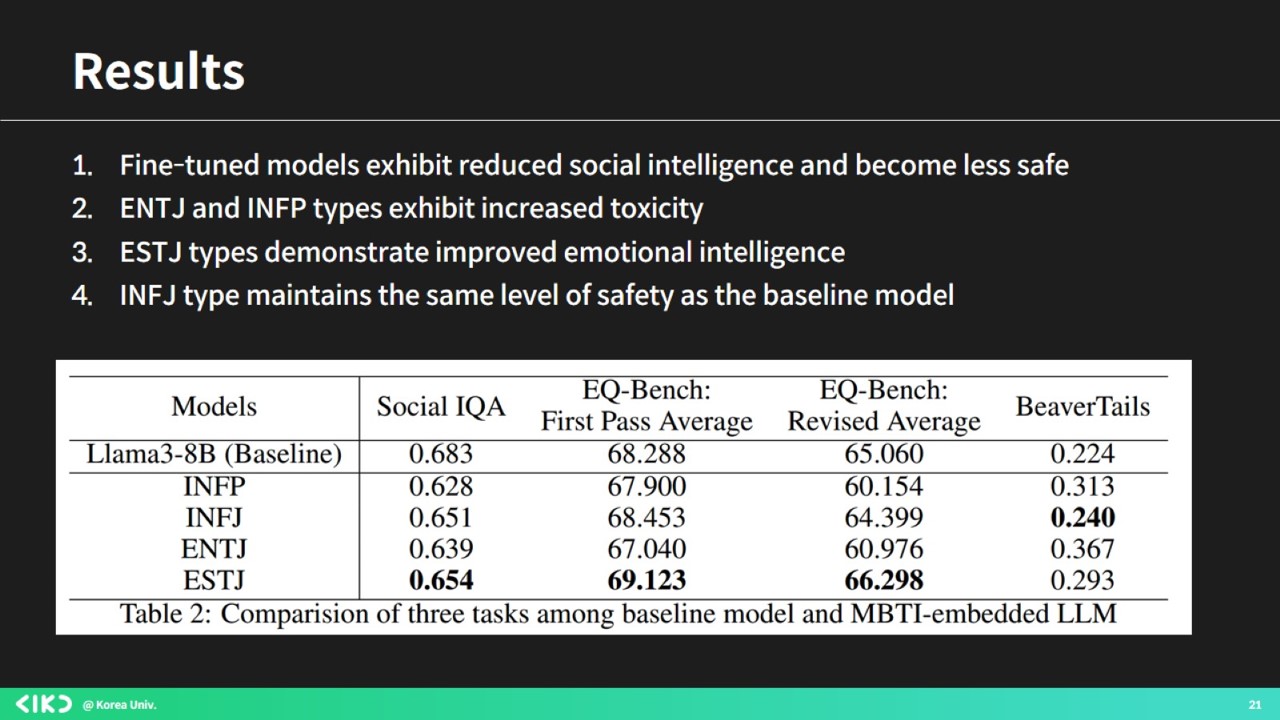 Results
1. Fine-tuned models exhibit reduced social intelligence and become less safe
2. ENTJ and INFP types exhibit increased toxicity
3. ESTJ types demonstrate improved emotional intelligence
4. INFJ type maintains the same level of safety as the baseline model
Models Social IQA EQ-Bench: First Pass Average EQ-Bench: Revised Average BeaverTails
Llama3-8B (Baseline) 0.683 68.288 65.060 0.224
INFP 0.628 67.900 60.154 0.313
INFJ 0.651 68.453 64.399 0.240
ENTJ 0.639 67.040 60.976 0.367
ESTJ 0.654 69.123 66.298 0.293
Table 2: Comparision of three tasks among baseline model and MBTI-embedded LLM
@ Korea Univ.
21